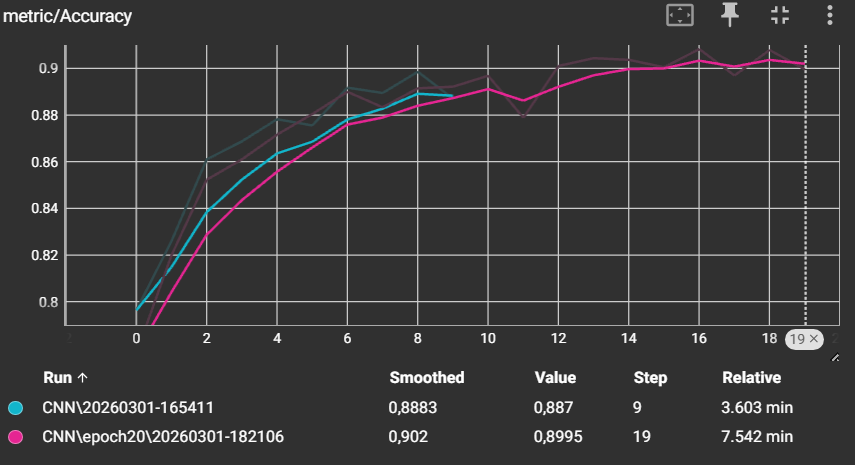 metric/Accuracy
0.9
0.88
0.86
0.84
0.82
0.8
0 2 4 6 8 10 12 14 16 18 19 ×
Run ↑ Smoothed Value Step Relative
CNN\20260301-165411 0,8883 0,887 9 3.603 min
CNN\epoch20\20260301-182106 0,902 0,8995 19 7.542 min